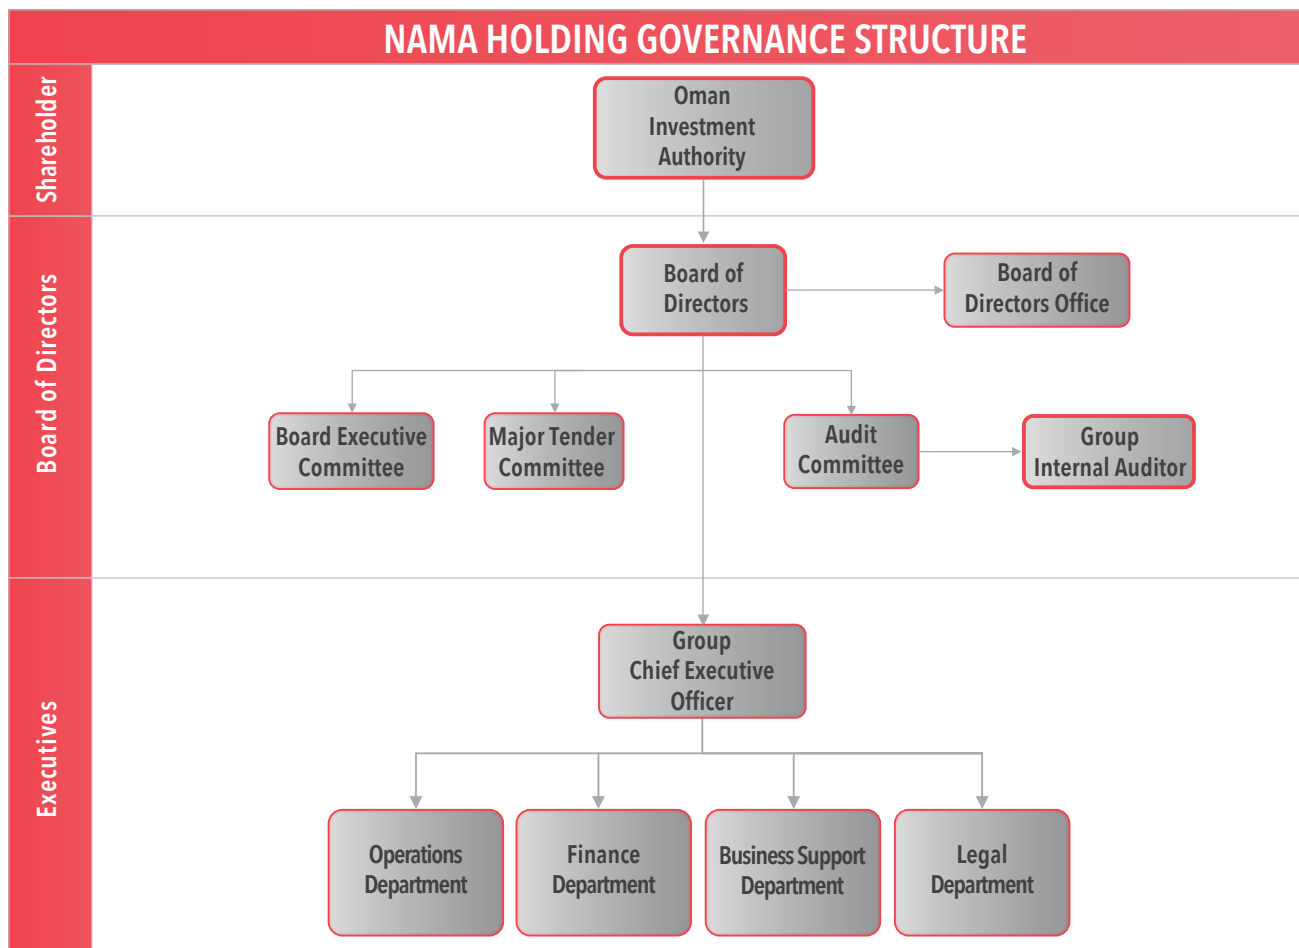 NAMA HOLDING GOVERNANCE STRUCTURE
Shareholder
Oman
Investment
Authority
Board of Directors
Board of
Directors
Board of
Directors Office
Board Executive
Committee
Major Tender
Committee
Audit
Committee
Group
Internal Auditor
Executives
Group
Chief Executive
Officer
Operations
Department
Finance
Department
Business Support
Department
Legal
Department